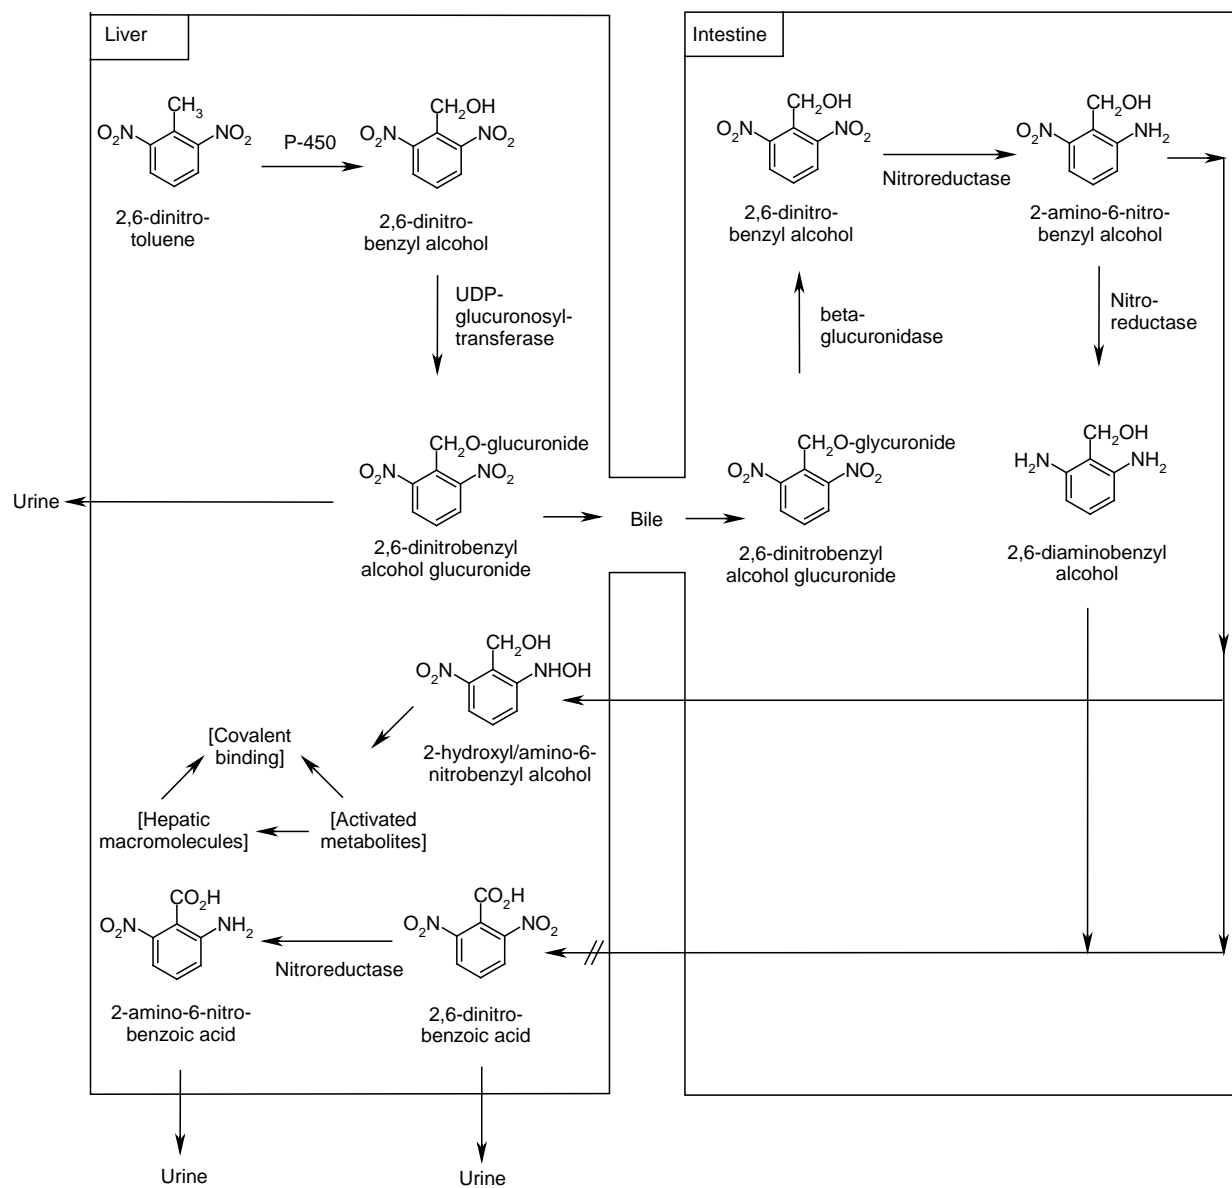 Liver
CH3
O2N NO2
2,6-dinitro-
toluene
P-450
CH2OH
O2N NO2
2,6-dinitro-
benzyl alcohol
UDP-
glucuronosyl-
transferase
CH2O-glucuronide
O2N NO2
2,6-dinitrobenzyl
alcohol glucuronide
Urine
Bile
Intestine
CH2OH
O2N NO2
2,6-dinitro-
benzyl alcohol
Nitroreductase
CH2OH
O2N NH2
2-amino-6-nitro-
benzyl alcohol
beta-
glucuronidase
Nitro-
reductase
CH2O-glycuronide
O2N NO2
2,6-dinitrobenzyl
alcohol glucuronide
CH2OH
H2N NH2
2,6-diaminobenzyl
alcohol
CH2OH
O2N NHOH
2-hydroxyl/amino-6-
nitrobenzyl alcohol
[Covalent
binding]
[Hepatic
macromolecules]
[Activated
metabolites]
CO2H
O2N NH2
2-amino-6-nitro-
benzoic acid
Nitroreductase
CO2H
O2N NO2
2,6-dinitro-
benzoic acid
Urine
Urine